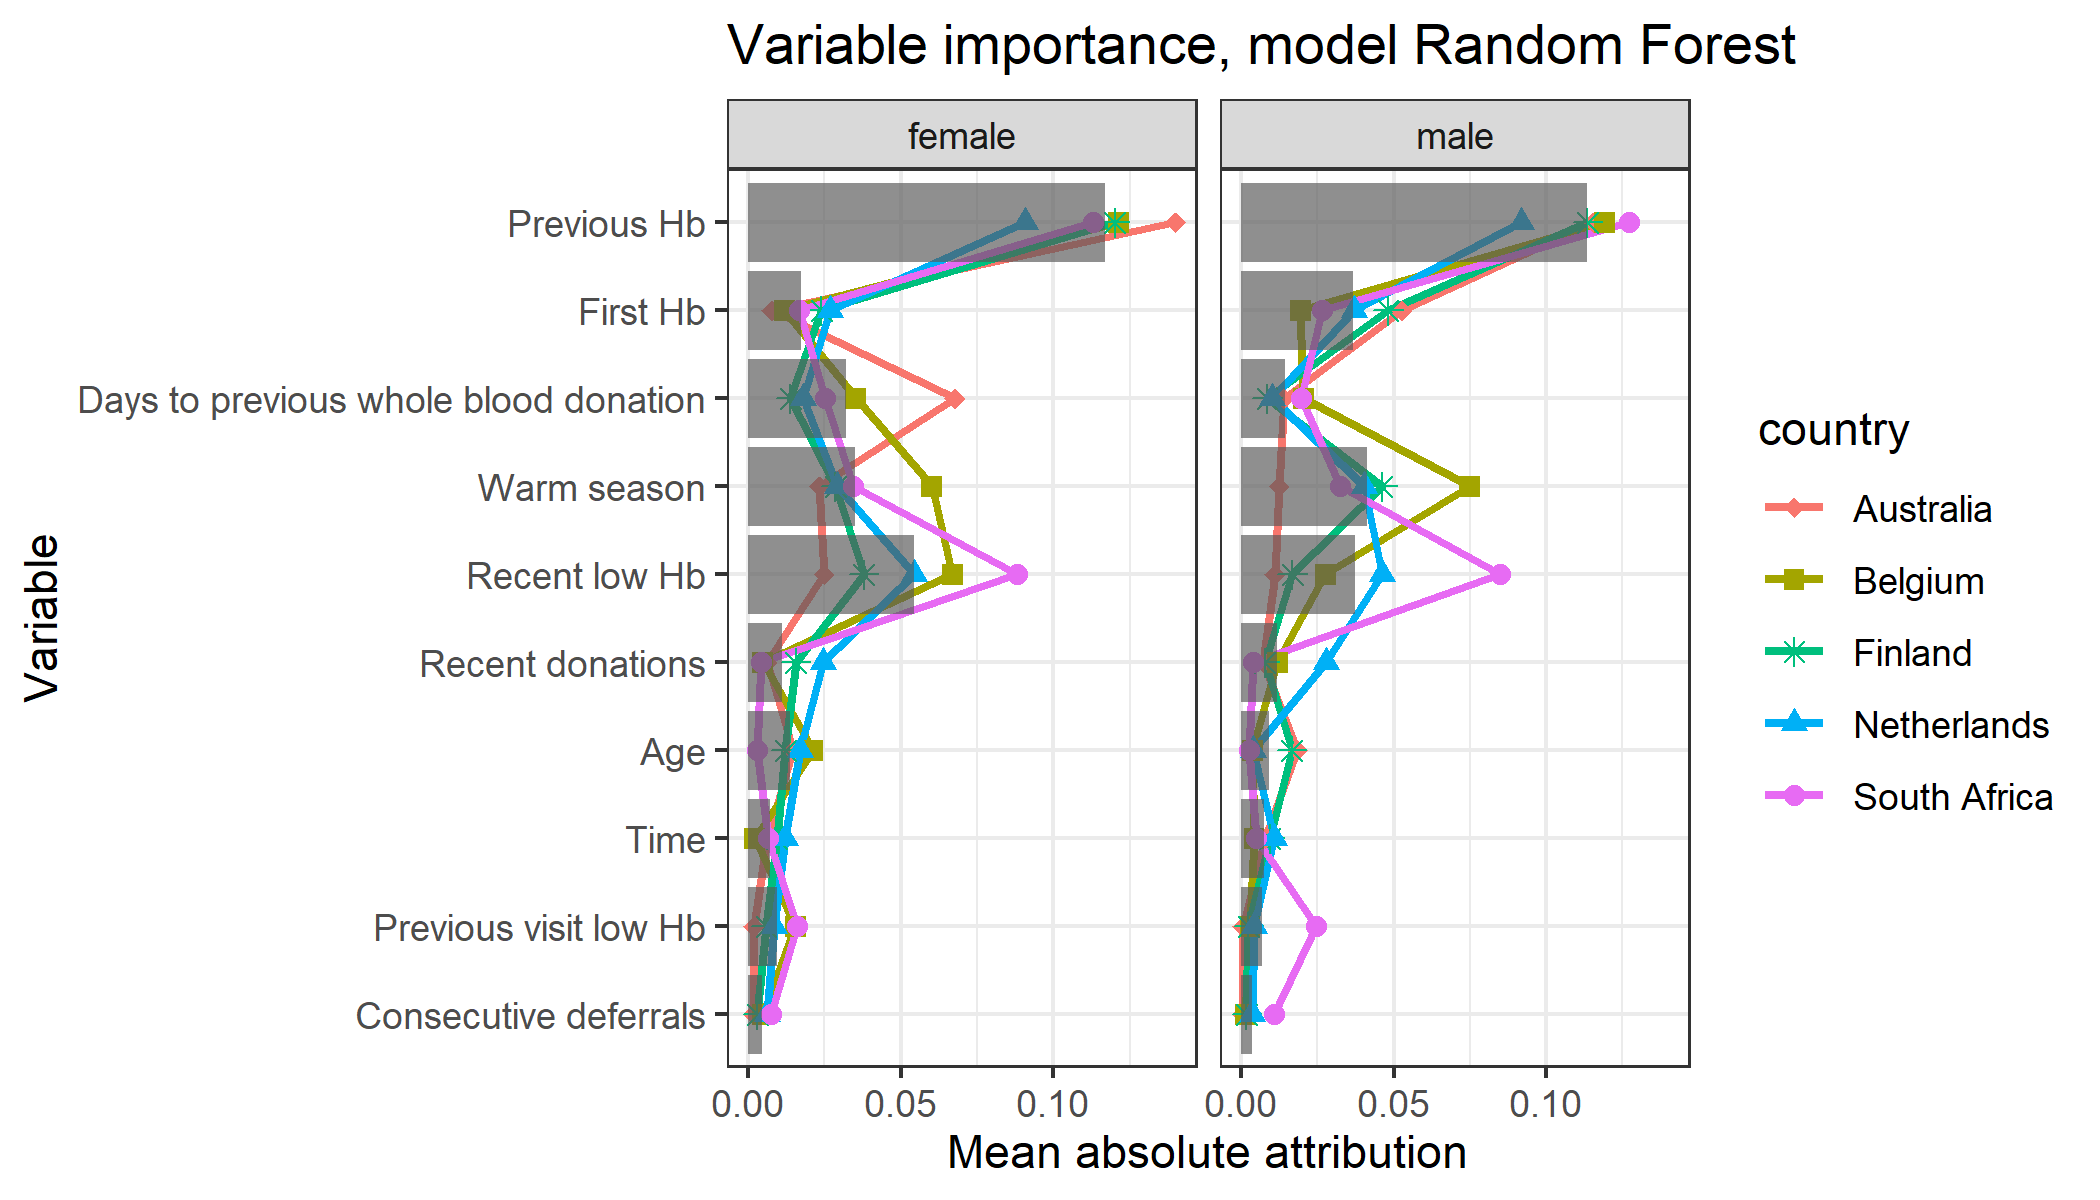 Variable importance, model Random Forest
female
male
Variable
Previous Hb
First Hb
Days to previous whole blood donation
Warm season
Recent low Hb
Recent donations
Age
Time
Previous visit low Hb
Consecutive deferrals
0.00 0.05 0.10
0.00 0.05 0.10
Mean absolute attribution
country
Australia
Belgium
Finland
Netherlands
South Africa